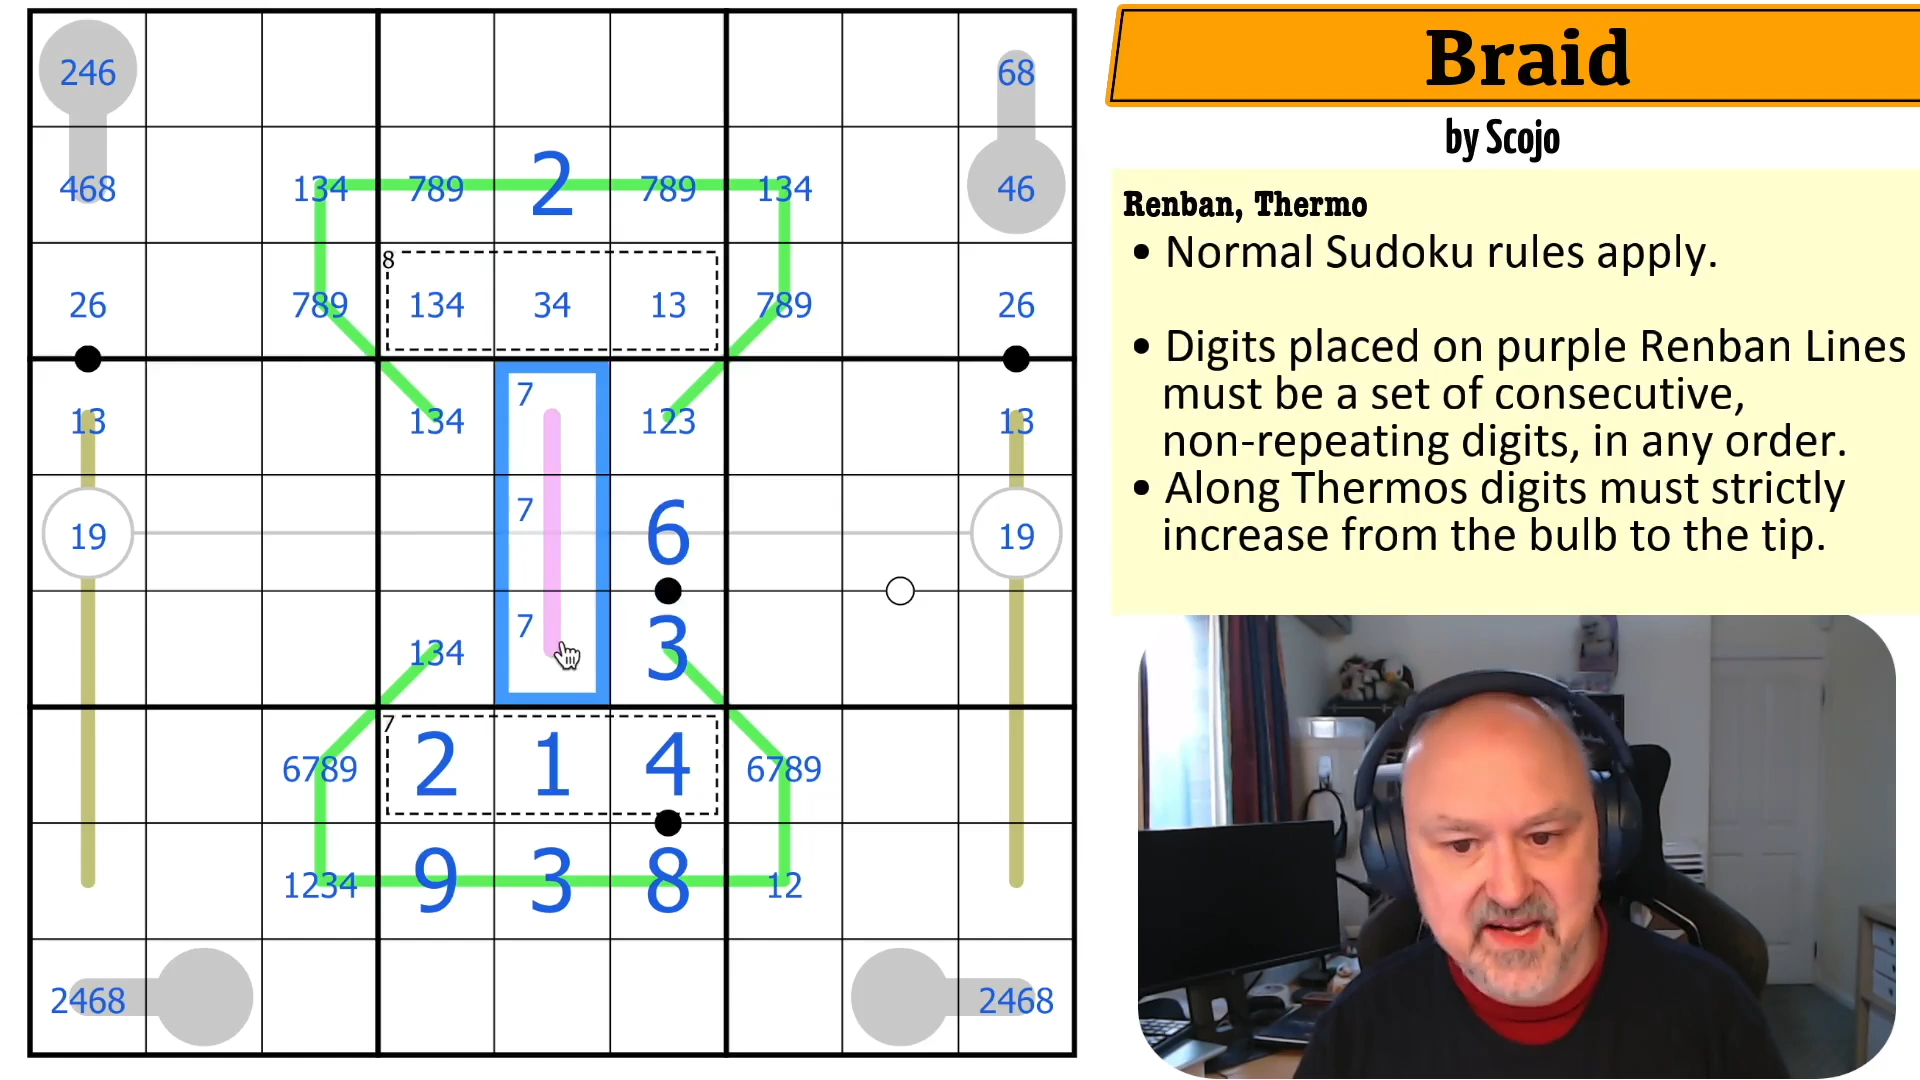 Braid
by Scojo
Renban, Thermo
• Normal Sudoku rules apply.
• Digits placed on purple Renban Lines
must be a set of consecutive,
non-repeating digits, in any order.
• Along Thermos digits must strictly
increase from the bulb to the tip.
246 68
468 134 789 2 789 134 46
8
26 789 134 34 13 789 26
7
13 134 123 13
7
19 6 19
7
134 3
7
6789 2 1 4 6789
1234 9 3 8 12
2468 2468